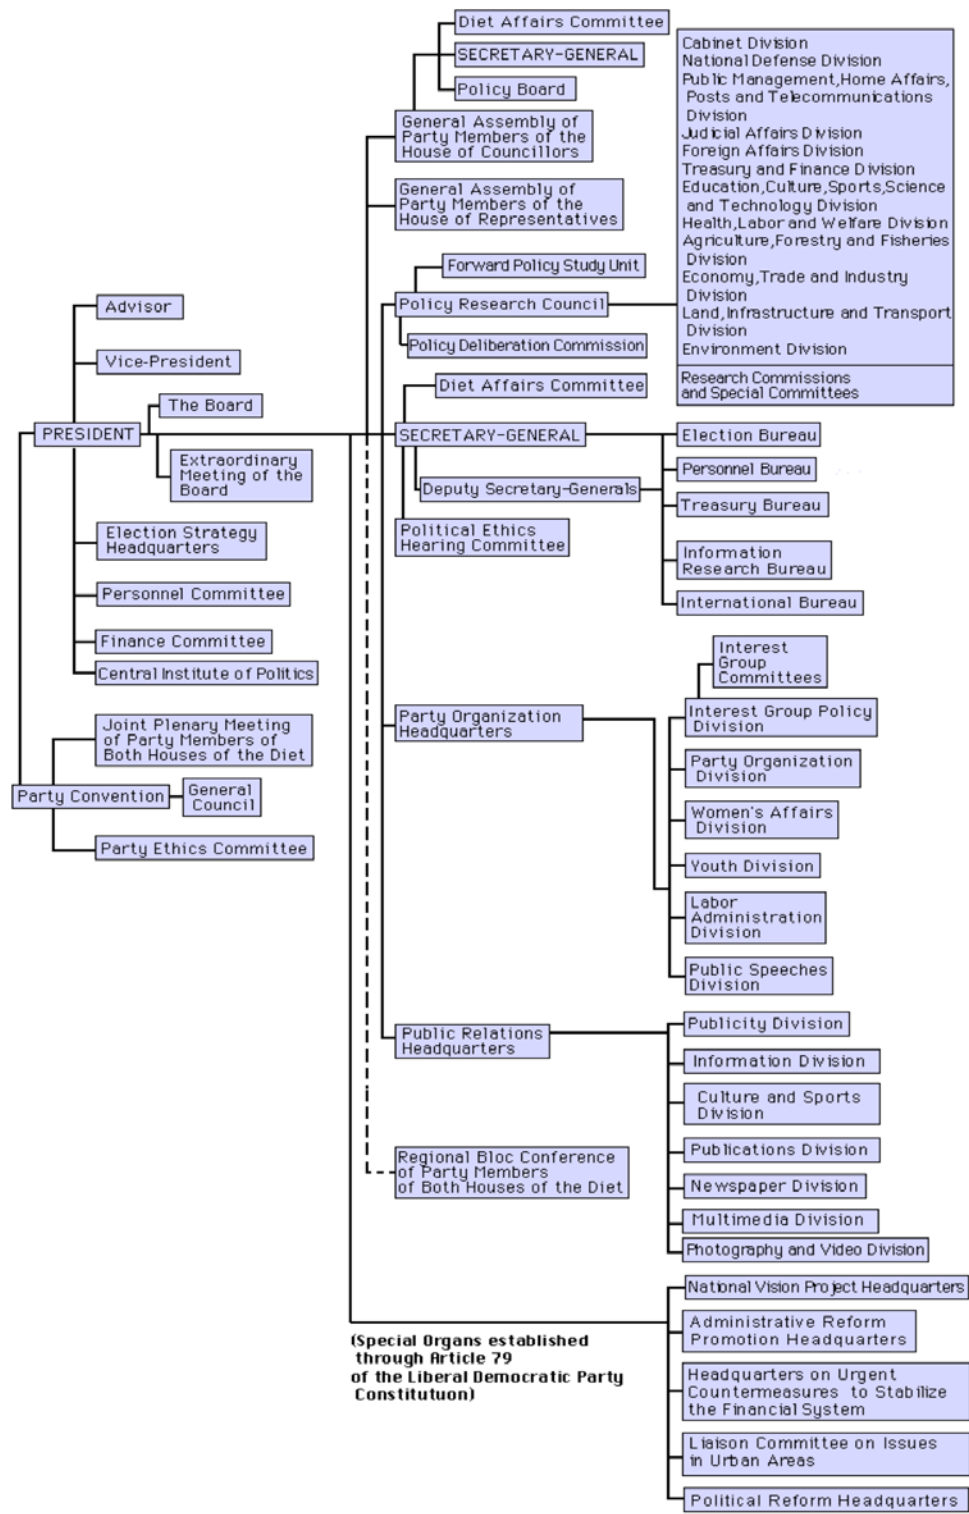 Diet Affairs Committee
SECRETARY-GENERAL
Policy Board
General Assembly of
Party Members of the
House of Councillors
General Assembly of
Party Members of the
House of Representatives
Forward Policy Study Unit
Policy Research Council
Policy Deliberation Commission
Cabinet Division
National Defense Division
Public Management,Home Affairs,
Posts and Telecommunications
Division
Judicial Affairs Division
Foreign Affairs Division
Treasury and Finance Division
Education,Culture,Sports,Science
and Technology Division
Health,Labor and Welfare Division
Agriculture,Forestry and Fisheries
Division
Economy,Trade and Industry
Division
Land,Infrastructure and Transport
Division
Environment Division
Research Commissions
and Special Committees
Advisor
Vice-President
The Board
PRESIDENT
Extraordinary
Meeting of the
Board
Election Strategy
Headquarters
Personnel Committee
Finance Committee
Central Institute of Politics
Joint Plenary Meeting
of Party Members of
Both Houses of the Diet
Party Convention
General
Council
Party Ethics Committee
Diet Affairs Committee
SECRETARY-GENERAL
Deputy Secretary-Generals
Political Ethics
Hearing Committee
Election Bureau
Personnel Bureau
Treasury Bureau
Information
Research Bureau
International Bureau
Party Organization
Headquarters
Interest
Group
Committees
Interest Group Policy
Division
Party Organization
Division
Women's Affairs
Division
Youth Division
Labor
Administration
Division
Public Speeches
Division
Public Relations
Headquarters
Publicity Division
Information Division
Culture and Sports
Division
Publications Division
Newspaper Division
Multimedia Division
Photography and Video Division
Regional Bloc Conference
of Party Members
of Both Houses of the Diet
(Special Organs established
through Article 79
of the Liberal Democratic Party
Constitutuon)
National Vision Project Headquarters
Administrative Reform
Promotion Headquarters
Headquarters on Urgent
Countermeasures to Stabilize
the Financial System
Liaison Committee on Issues
in Urban Areas
Political Reform Headquarters